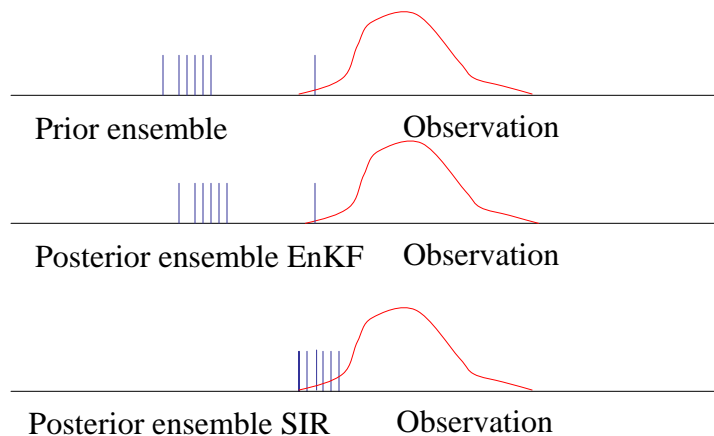 Prior ensemble Observation
Posterior ensemble EnKF Observation
Posterior ensemble SIR Observation